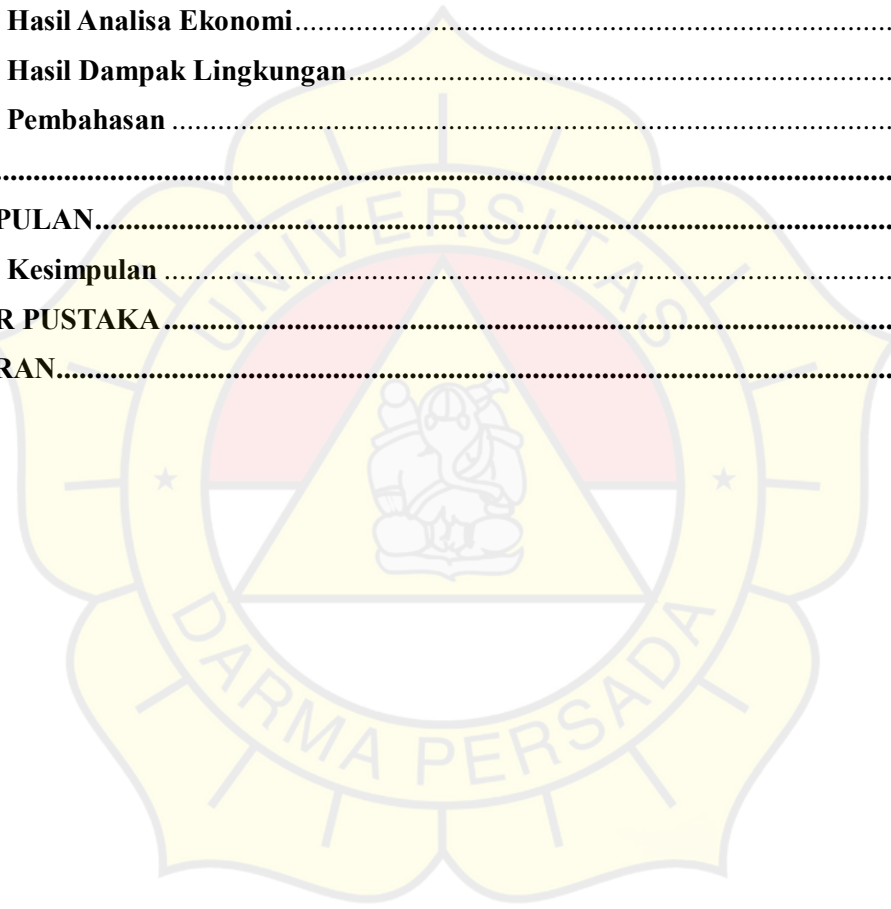 Hasil Analisa Ekonomi................................................................................................
Hasil Dampak Lingkungan................................................................................................
Pembahasan ................................................................................................
................................................................................................
PULAN................................................................................................
Kesimpulan ................................................................................................
R PUSTAKA................................................................................................
RAN................................................................................................
UNIVERSITAS
DARMA PERSADA